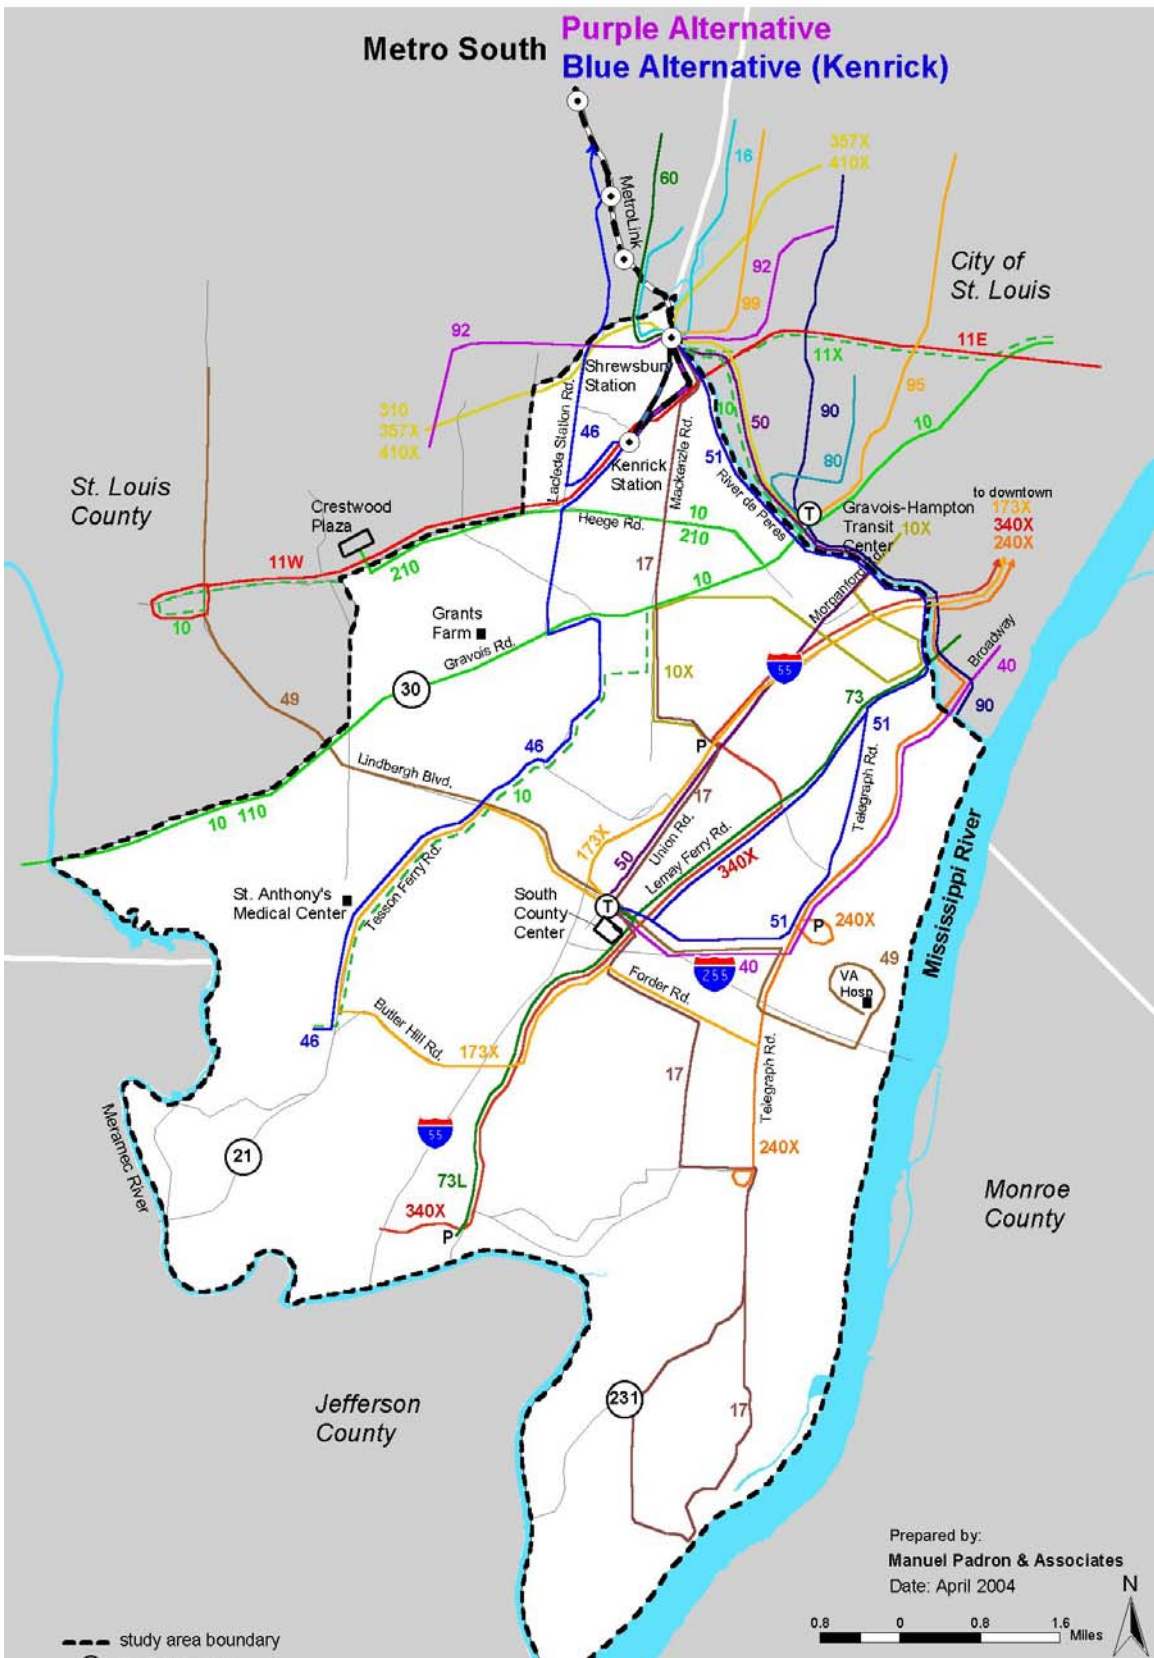 Metro South
Purple Alternative
Blue Alternative (Kenrick)
16
357X
410X
60
MetroLink
92
City of
St. Louis
99
92
11E
11X
Shrewsbury
Station
95
310
357X
410X
Laclede Station Rd.
46
10
50
90
10
Kenrick
Station
Mackenzie Rd.
51
80
River de Peres
St. Louis
County
Crestwood
Plaza
to downtown
173X
340X
240X
Gravois-Hampton
Transit
Center
10X
T
Heege Rd.
10
210
11W
210
17
10
Morganford Rd.
10
Grants
Farm
Gravois Rd.
Broadway
40
55
30
10X
73
90
49
51
46
P
Lindbergh Blvd.
10
17
Telegraph Rd.
10 110
173X
50
Union Rd.
Lemay Ferry Rd.
340X
Mississippi River
St. Anthony's
Medical Center
Tesson Ferry Rd.
South
County
Center
T
51
P
240X
40
255
49
VA
Hosp
Forder Rd.
46
Butler Hill Rd.
173X
17
Telegraph Rd.
Meramec River
55
21
240X
73L
340X
P
Monroe
County
Jefferson
County
231
17
Prepared by:
Manuel Padron & Associates
Date: April 2004
N
0.8 0 0.8 1.6
Miles
study area boundary